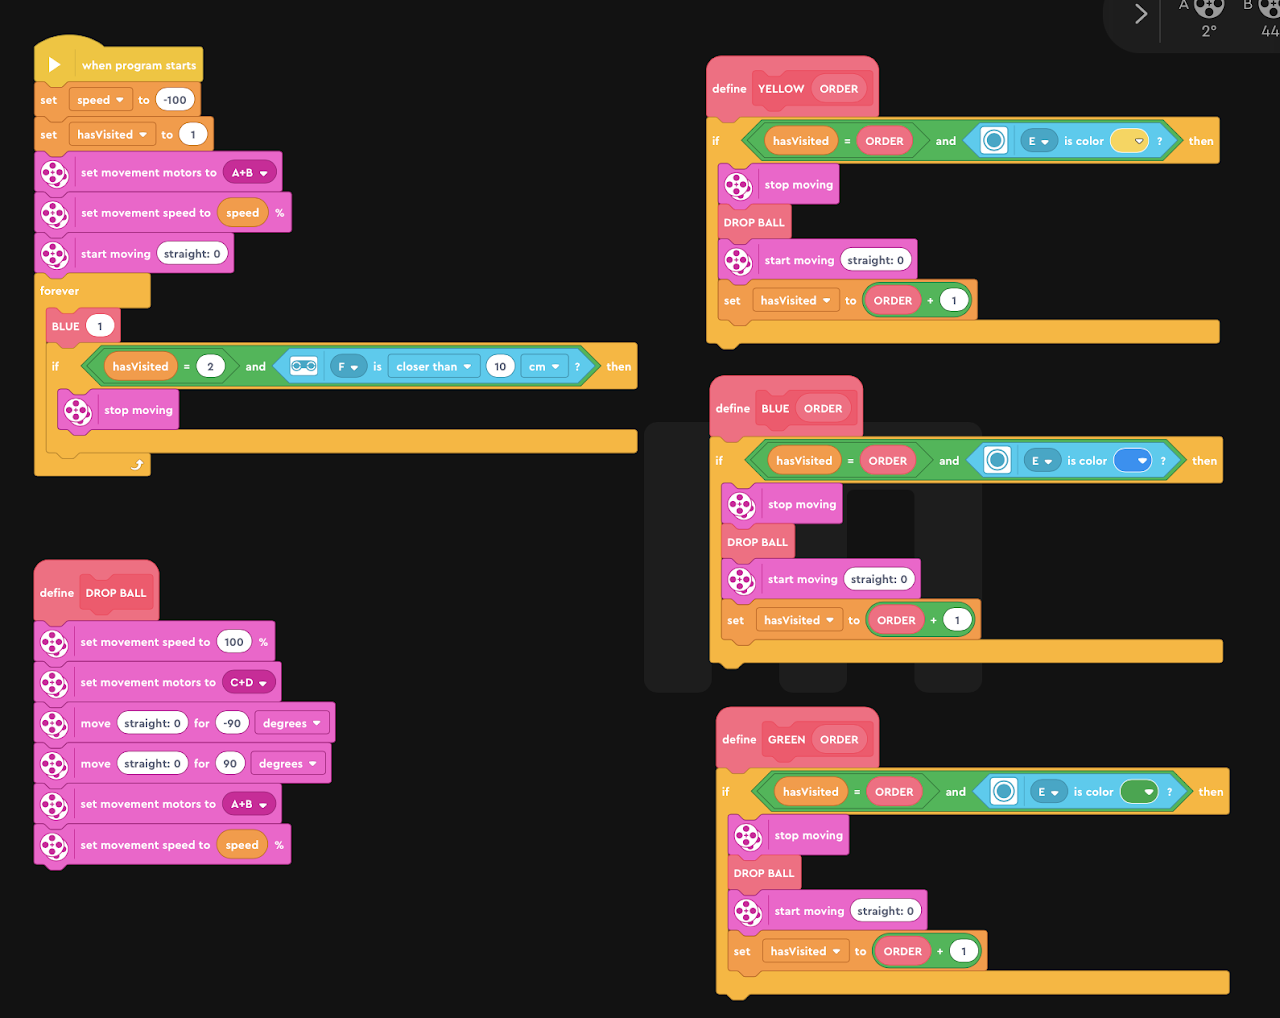 A B
2° 44
when program starts
set speed to -100
set hasVisited to 1
set movement motors to A+B
set movement speed to speed %
start moving straight: 0
forever
BLUE 1
if hasVisited = 2 and F is closer than 10 cm ? then
stop moving
define DROP BALL
set movement speed to 100 %
set movement motors to C+D
move straight: 0 for -90 degrees
move straight: 0 for 90 degrees
set movement motors to A+B
set movement speed to speed %
define YELLOW ORDER
if hasVisited = ORDER and E is color ? then
stop moving
DROP BALL
start moving straight: 0
set hasVisited to ORDER + 1
define BLUE ORDER
if hasVisited = ORDER and E is color ? then
stop moving
DROP BALL
start moving straight: 0
set hasVisited to ORDER + 1
define GREEN ORDER
if hasVisited = ORDER and E is color ? then
stop moving
DROP BALL
start moving straight: 0
set hasVisited to ORDER + 1